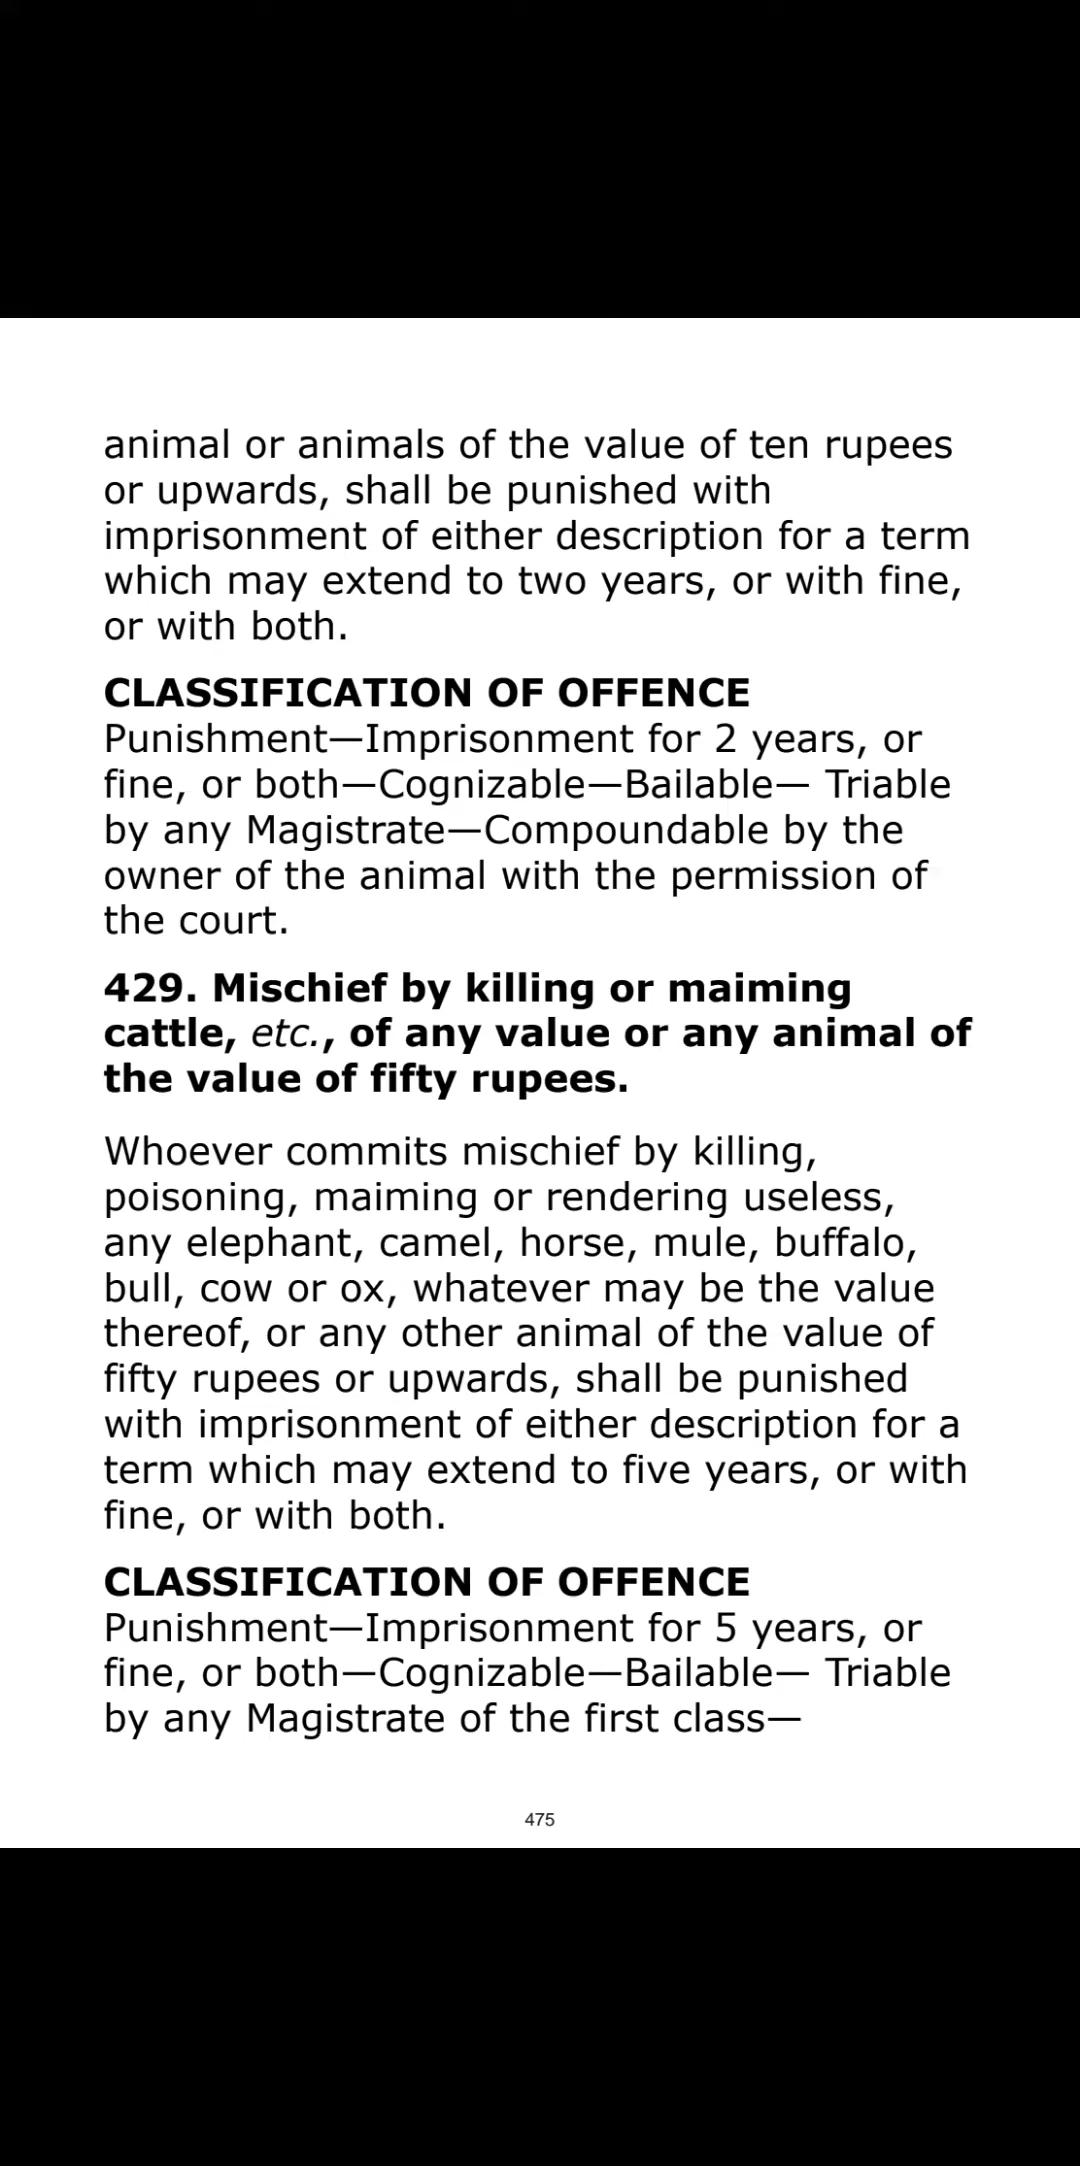 animal or animals of the value of ten rupees
or upwards, shall be punished with
imprisonment of either description for a term
which may extend to two years, or with fine,
or with both.
CLASSIFICATION OF OFFENCE
Punishment—Imprisonment for 2 years, or
fine, or both—Cognizable—Bailable— Triable
by any Magistrate—Compoundable by the
owner of the animal with the permission of
the court.
429. Mischief by killing or maiming
cattle, etc., of any value or any animal of
the value of fifty rupees.
Whoever commits mischief by killing,
poisoning, maiming or rendering useless,
any elephant, camel, horse, mule, buffalo,
bull, cow or ox, whatever may be the value
thereof, or any other animal of the value of
fifty rupees or upwards, shall be punished
with imprisonment of either description for a
term which may extend to five years, or with
fine, or with both.
CLASSIFICATION OF OFFENCE
Punishment—Imprisonment for 5 years, or
fine, or both—Cognizable—Bailable— Triable
by any Magistrate of the first class—
475